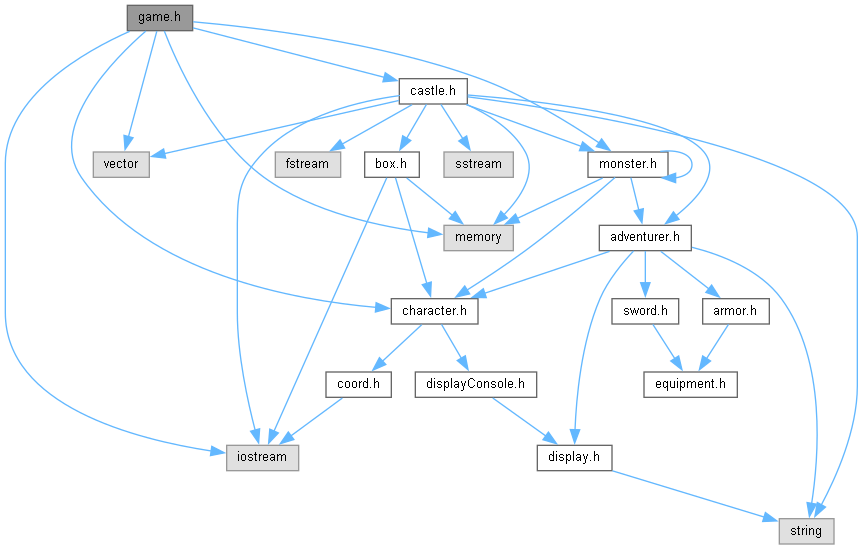 game.h
castle.h
vector
fstream
box.h
sstream
monster.h
memory
adventurer.h
character.h
sword.h
armor.h
coord.h
displayConsole.h
equipment.h
iostream
display.h
string